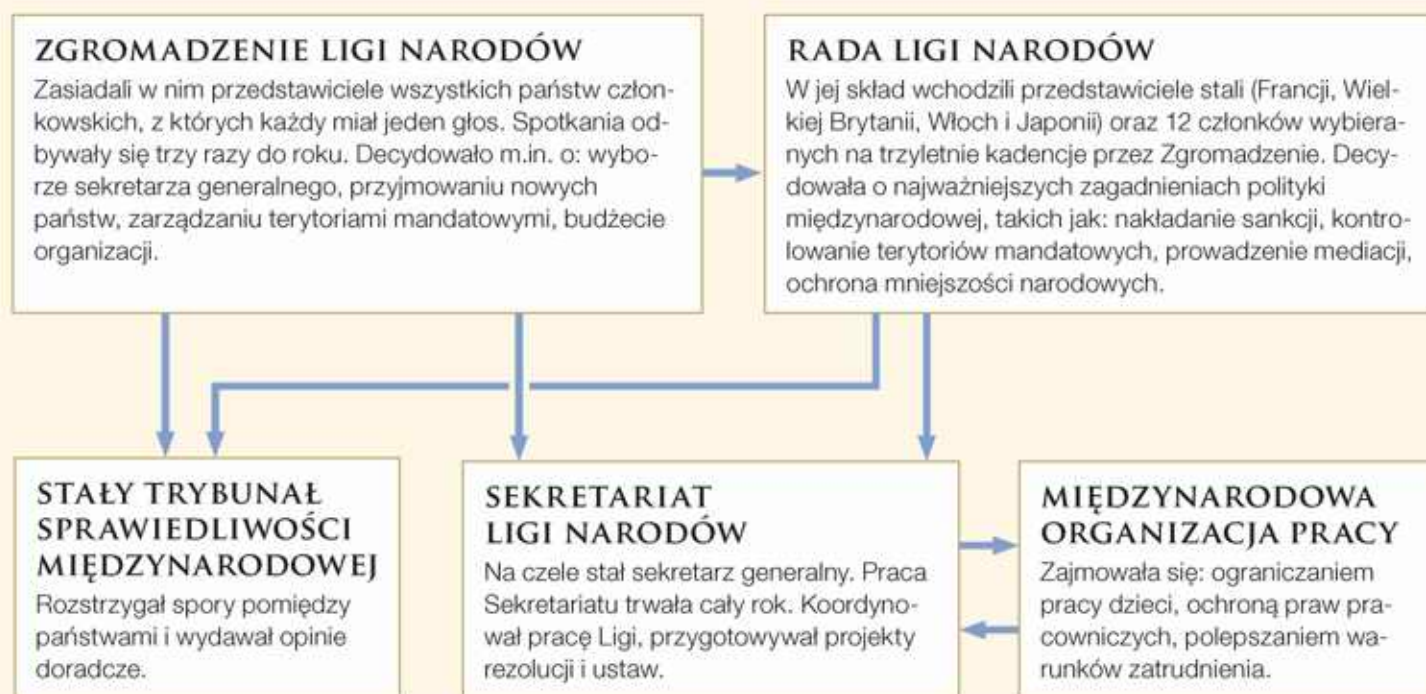 ZGROMADZENIE LIGI NARODÓW
Zasiadali w nim przedstawiciele wszystkich państw człon-
kowskich, z których każdy miał jeden głos. Spotkania od-
bywały się trzy razy do roku. Decydowało m.in. o: wybo-
rze sekretarza generalnego, przyjmowaniu nowych
państw, zarządzaniu terytoriami mandatowymi, budżecie
organizacji.
RADA LIGI NARODÓW
W jej skład wchodzili przedstawiciele stali (Francji, Wiel-
kiej Brytanii, Włoch i Japonii) oraz 12 członków wybiera-
nych na trzyletnie kadencje przez Zgromadzenie. Decy-
dowała o najważniejszych zagadnieniach polityki
międzynarodowej, takich jak: nakładanie sankcji, kontro-
lowanie terytoriów mandatowych, prowadzenie mediacji,
ochrona mniejszości narodowych.
STAŁY TRYBUNAŁ
SPRAWIEDLIWOŚCI
MIĘDZYNARODOWEJ
Rozstrzygał spory pomiędzy
państwami i wydawał opinie
doradcze.
SEKRETARIAT
LIGI NARODÓW
Na czele stał sekretarz generalny. Praca
Sekretariatu trwała cały rok. Koordyno-
wał pracę Ligi, przygotowywał projekty
rezolucji i ustaw.
MIĘDZYNARODOWA
ORGANIZACJA PRACY
Zajmowała się: ograniczaniem
pracy dzieci, ochroną praw pra-
cowniczych, polepszaniem wa-
runków zatrudnienia.